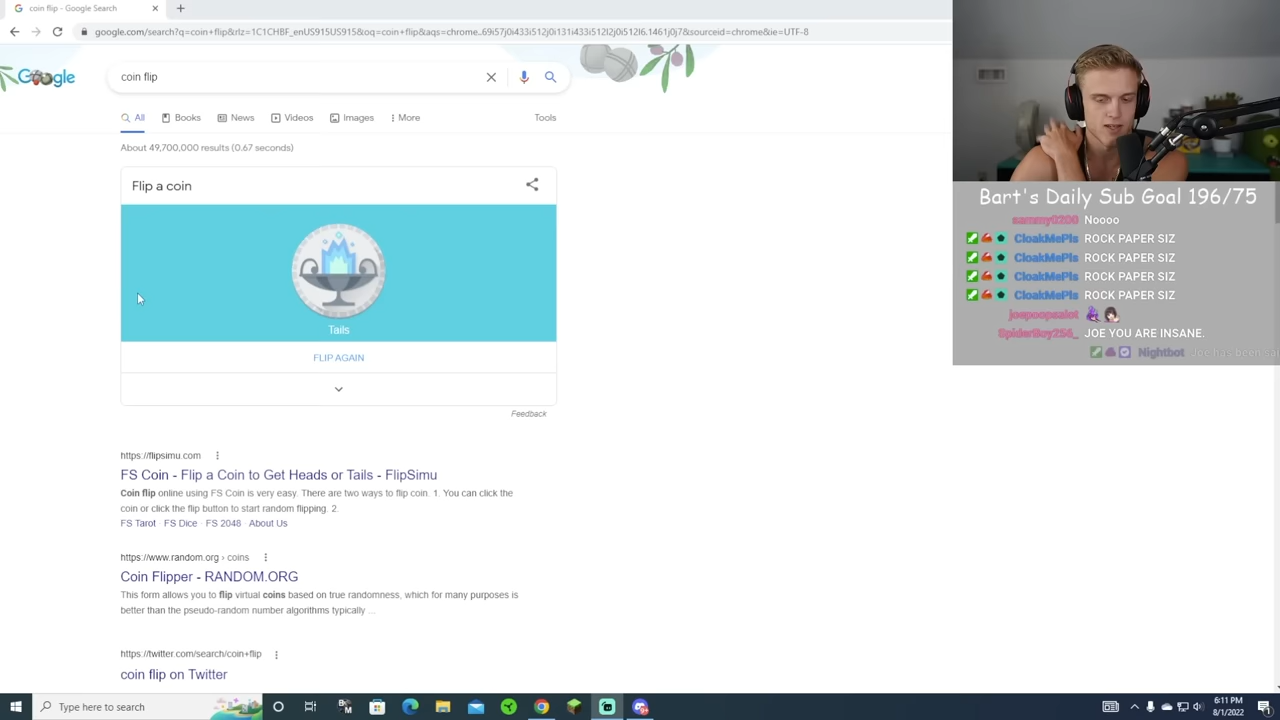 coin flip - Google Search
google.com/search?q=coin+flip&rlz=1C1CHBF_enUS915US915&oq=coin+flip&aqs=chrome..69i57j0i433i512j0i131i433i512l2j0i512l6.1461j0j7&sourceid=chrome&ie=UTF-8
Google
coin flip
All
Books
News
Videos
Images
More
Tools
About 49,700,000 results (0.67 seconds)
Flip a coin
Tails
FLIP AGAIN
Feedback
https://flipsimu.com
FS Coin - Flip a Coin to Get Heads or Tails - FlipSimu
Coin flip online using FS Coin is very easy. There are two ways to flip coin. 1. You can click the
coin or click the flip button to start random flipping. 2.
FS Tarot · FS Dice · FS 2048 · About Us
https://www.random.org › coins
Coin Flipper - RANDOM.ORG
This form allows you to flip virtual coins based on true randomness, which for many purposes is
better than the pseudo-random number algorithms typically ...
https://twitter.com/search/coin+flip
coin flip on Twitter
Bart's Daily Sub Goal 196/75
sammy0200 Noooo
CloakMePls ROCK PAPER SIZ
CloakMePls ROCK PAPER SIZ
CloakMePls ROCK PAPER SIZ
CloakMePls ROCK PAPER SIZ
joepoopsalot
SpiderBoy256_ JOE YOU ARE INSANE.
Nightbot Joe has been
Type here to search
6:11 PM
8/1/2022